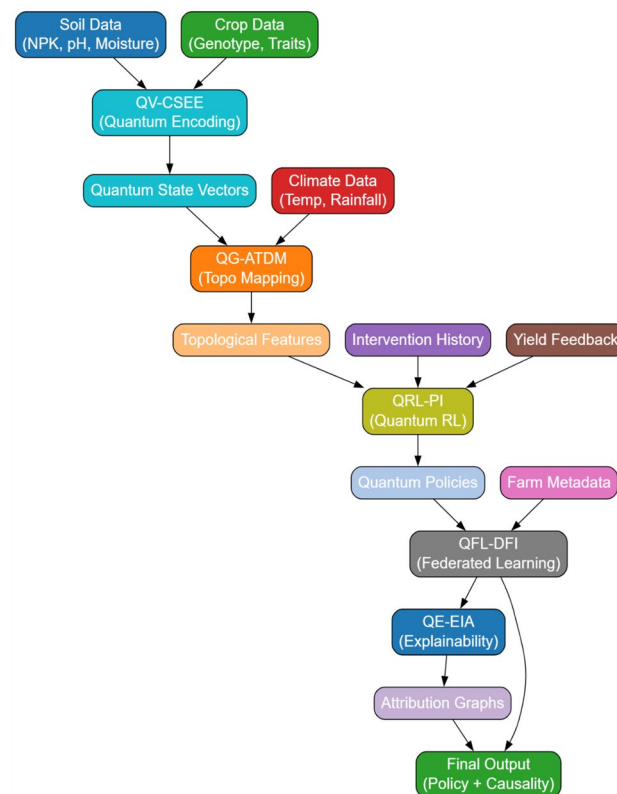 Soil Data
(NPK, pH, Moisture)
Crop Data
(Genotype, Traits)
QV-CSEE
(Quantum Encoding)
Quantum State Vectors
Climate Data
(Temp, Rainfall)
QG-ATDM
(Topo Mapping)
Topological Features
Intervention History
Yield Feedback
QRL-PI
(Quantum RL)
Quantum Policies
Farm Metadata
QFL-DFI
(Federated Learning)
QE-EIA
(Explainability)
Attribution Graphs
Final Output
(Policy + Causality)